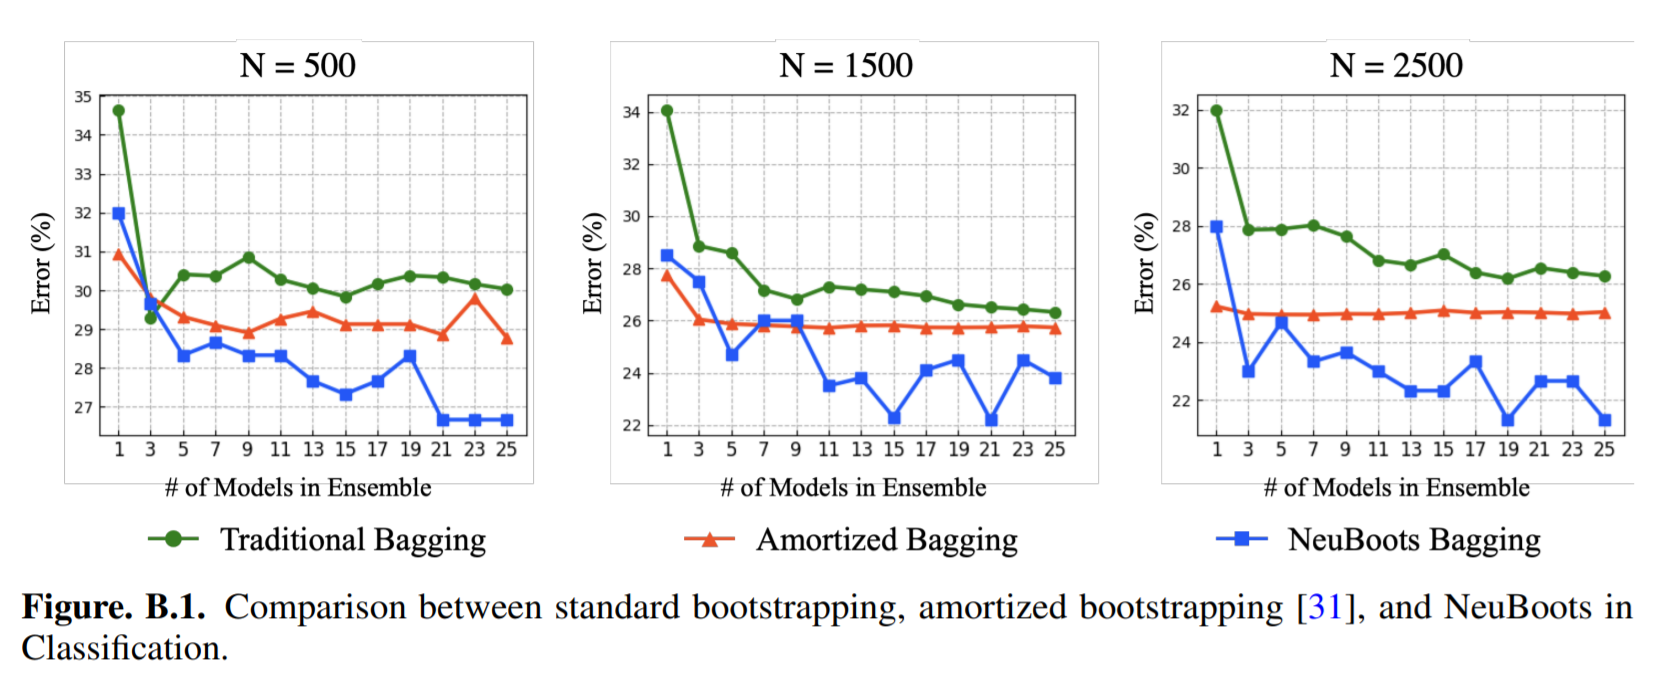 N = 500
35
34
33
32
31
30
29
28
27
Error (%)
1 3 5 7 9 11 13 15 17 19 21 23 25
# of Models in Ensemble
N = 1500
34
32
30
28
26
24
22
Error (%)
1 3 5 7 9 11 13 15 17 19 21 23 25
# of Models in Ensemble
N = 2500
32
30
28
26
24
22
Error (%)
1 3 5 7 9 11 13 15 17 19 21 23 25
# of Models in Ensemble
Traditional Bagging
Amortized Bagging
NeuBoots Bagging
Figure. B.1. Comparison between standard bootstrapping, amortized bootstrapping [31], and NeuBoots in
Classification.